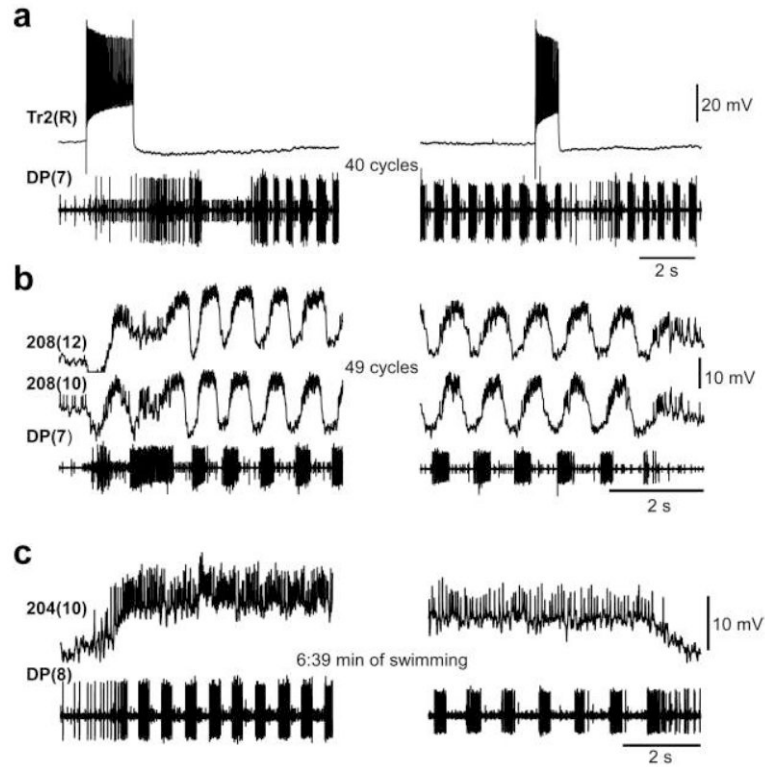 a
Tr2(R)
20 mV
40 cycles
DP(7)
2 s
b
208(12)
49 cycles
208(10)
10 mV
DP(7)
2 s
c
204(10)
10 mV
6:39 min of swimming
DP(8)
2 s